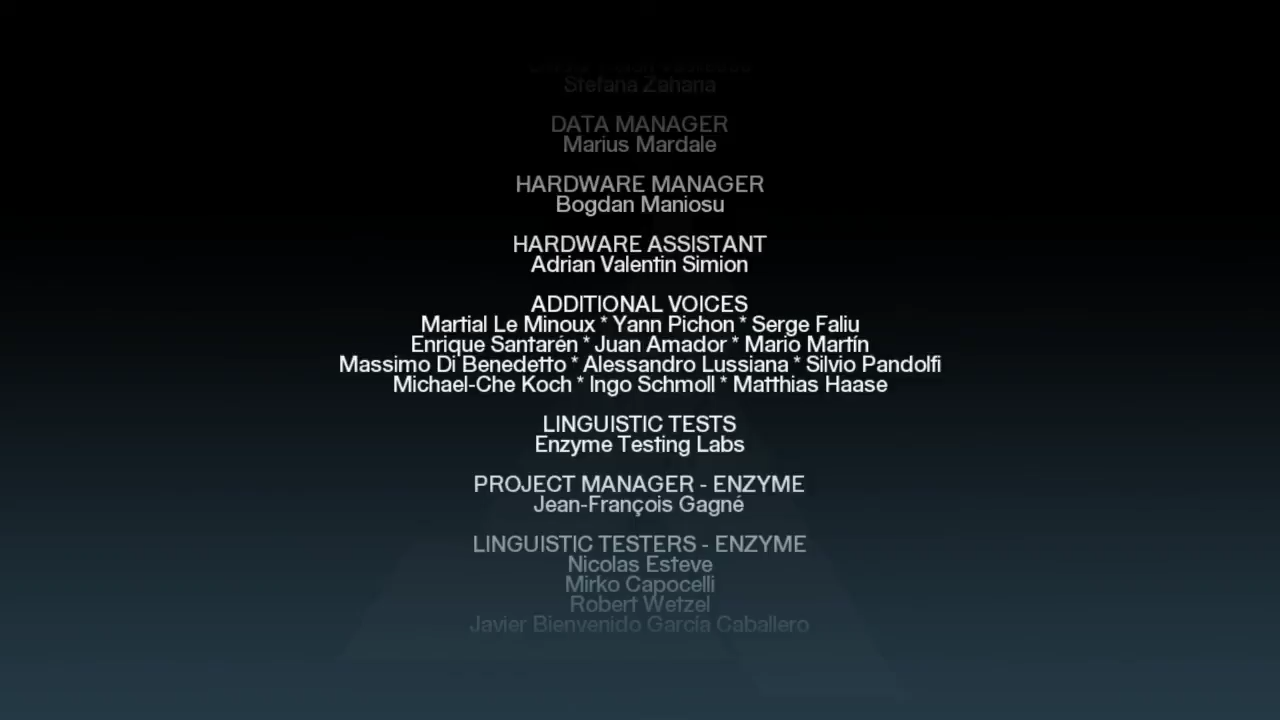 Stefana Zaharia
DATA MANAGER
Marius Mardale
HARDWARE MANAGER
Bogdan Maniosu
HARDWARE ASSISTANT
Adrian Valentin Simion
ADDITIONAL VOICES
Martial Le Minoux * Yann Pichon * Serge Faliu
Enrique Santarén * Juan Amador * Mario Martín
Massimo Di Benedetto * Alessandro Lussiana * Silvio Pandolfi
Michael-Che Koch * Ingo Schmoll * Matthias Haase
LINGUISTIC TESTS
Enzyme Testing Labs
PROJECT MANAGER - ENZYME
Jean-François Gagné
LINGUISTIC TESTERS - ENZYME
Nicolas Esteve
Mirko Capocelli
Robert Wetzel
Javier Bienvenido García Caballero